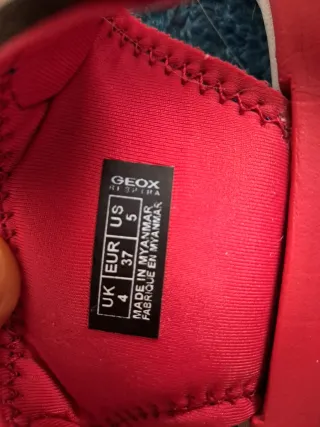 GEOX
RESPIRA
UK EUR US
4 37 5
MADE IN MYANMAR
FABRIQUE EN MYANMAR